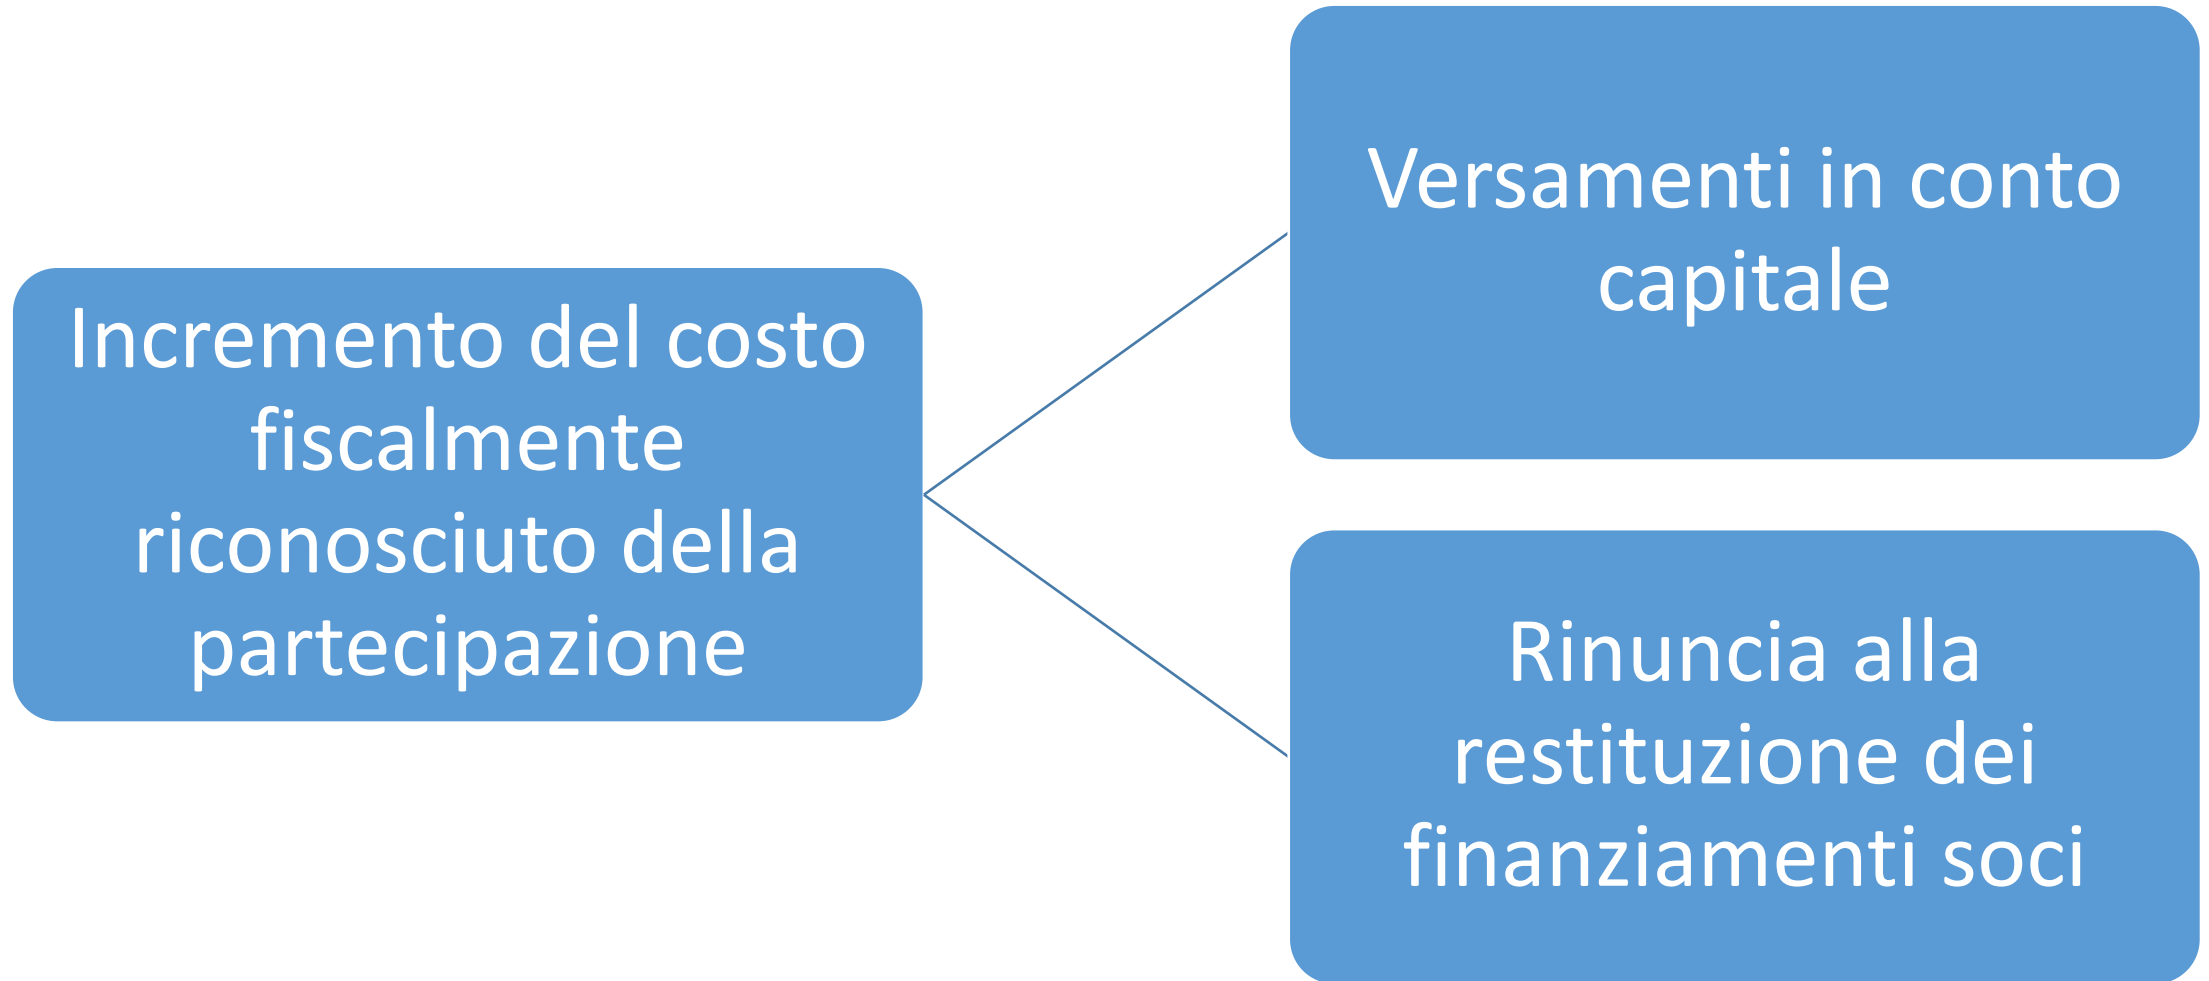 Incremento del costo
fiscalmente
riconosciuto della
partecipazione
Versamenti in conto
capitale
Rinuncia alla
restituzione dei
finanziamenti soci